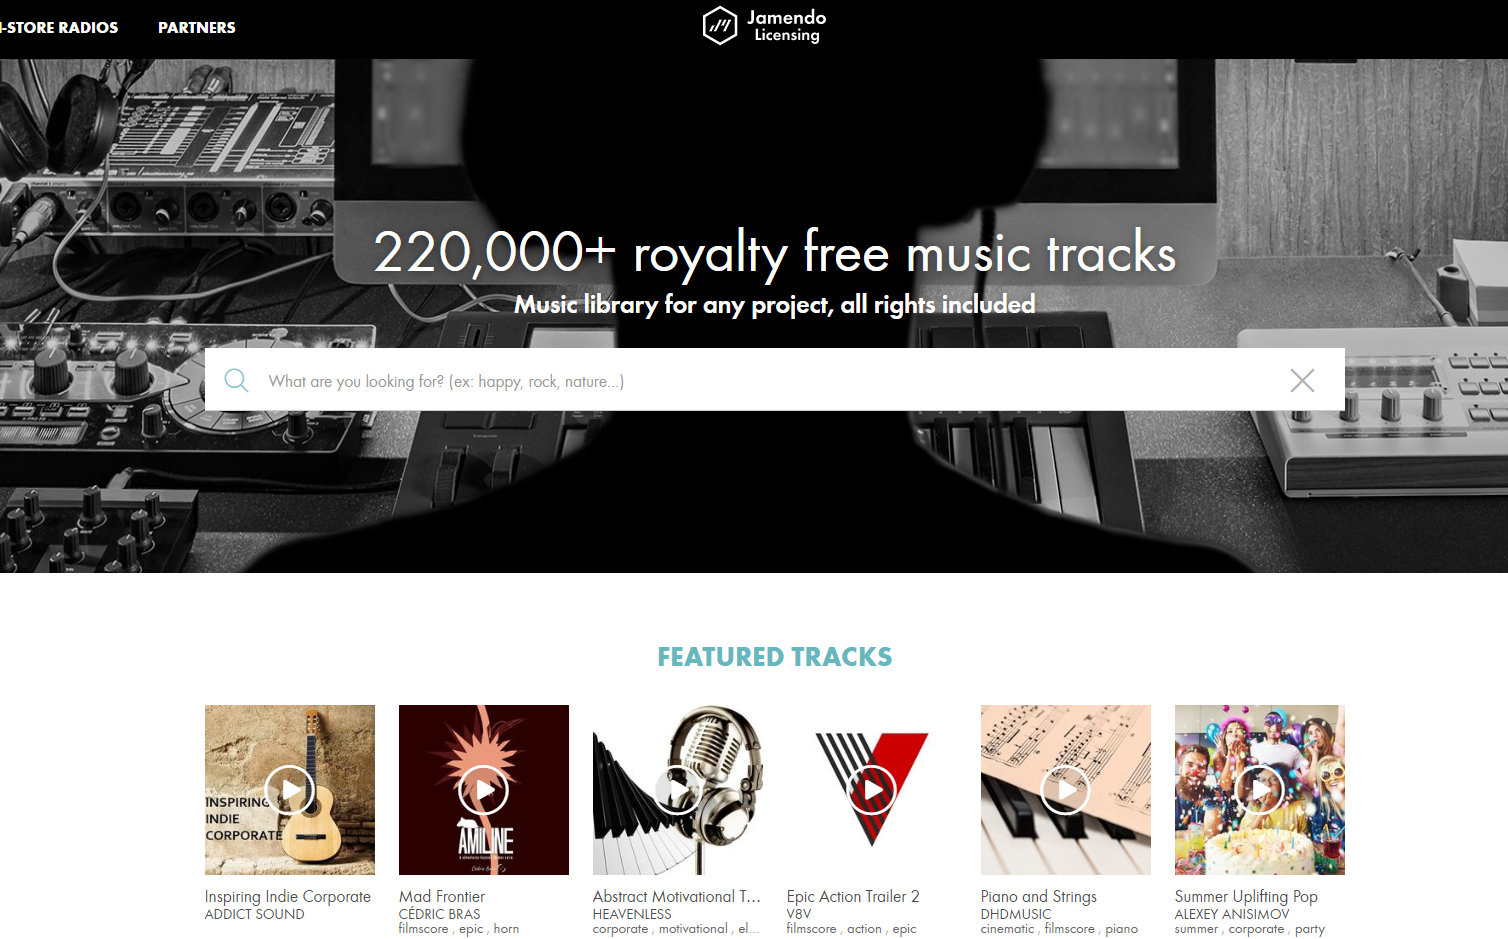 -STORE RADIOS
PARTNERS
Jamendo
Licensing
220,000+ royalty free music tracks
Music library for any project, all rights included
What are you looking for? (ex: happy, rock, nature...)
FEATURED TRACKS
INSPIRING
INDIE
CORPORATE
AMILINE
Inspiring Indie Corporate
ADDICT SOUND
Mad Frontier
CÉDRIC BRAS
filmscore , epic , horn
Abstract Motivational T...
HEAVENLESS
corporate , motivational , el...
Epic Action Trailer 2
V8V
filmscore , action , epic
Piano and Strings
DHDMUSIC
cinematic , filmscore , piano
Summer Uplifting Pop
ALEXEY ANISIMOV
summer , corporate , party